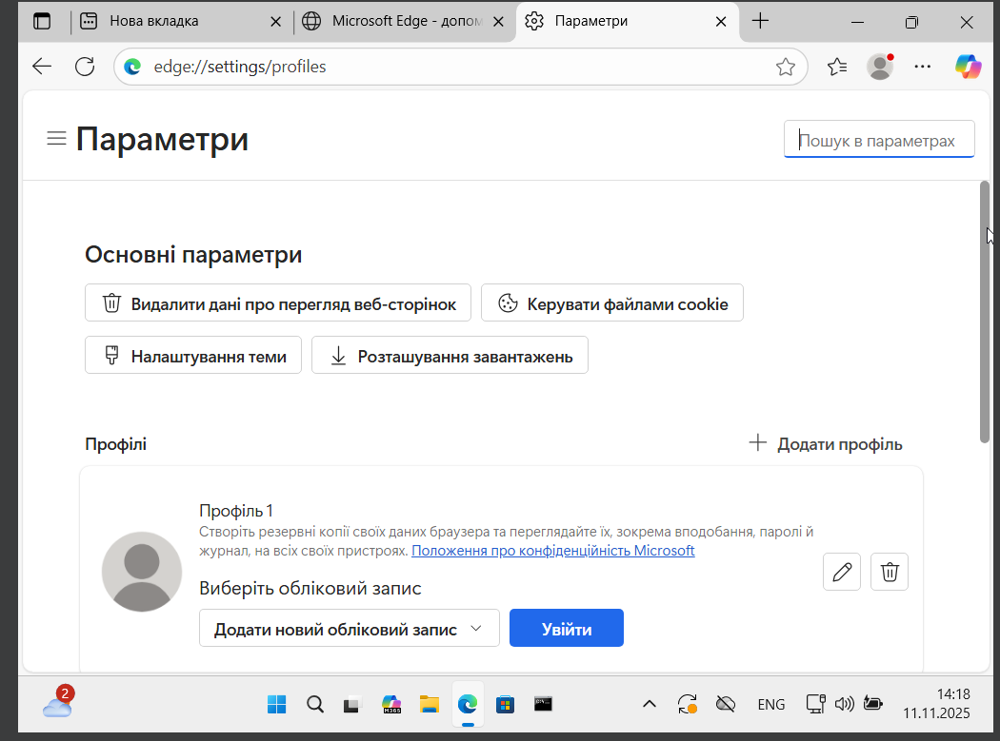 Нова вкладка
Microsoft Edge - допом
Параметри
edge://settings/profiles
Параметри
Пошук в параметрах
Основні параметри
Видалити дані про перегляд веб-сторінок
Керувати файлами cookie
Налаштування теми
Розташування завантажень
Профілі
Додати профіль
Профіль 1
Створіть резервні копії своїх даних браузера та переглядайте їх, зокрема вподобання, паролі й
журнал, на всіх своїх пристроях. Положення про конфіденційність Microsoft
Виберіть обліковий запис
Додати новий обліковий запис
Увійти
2
M365
ENG
14:18
11.11.2025